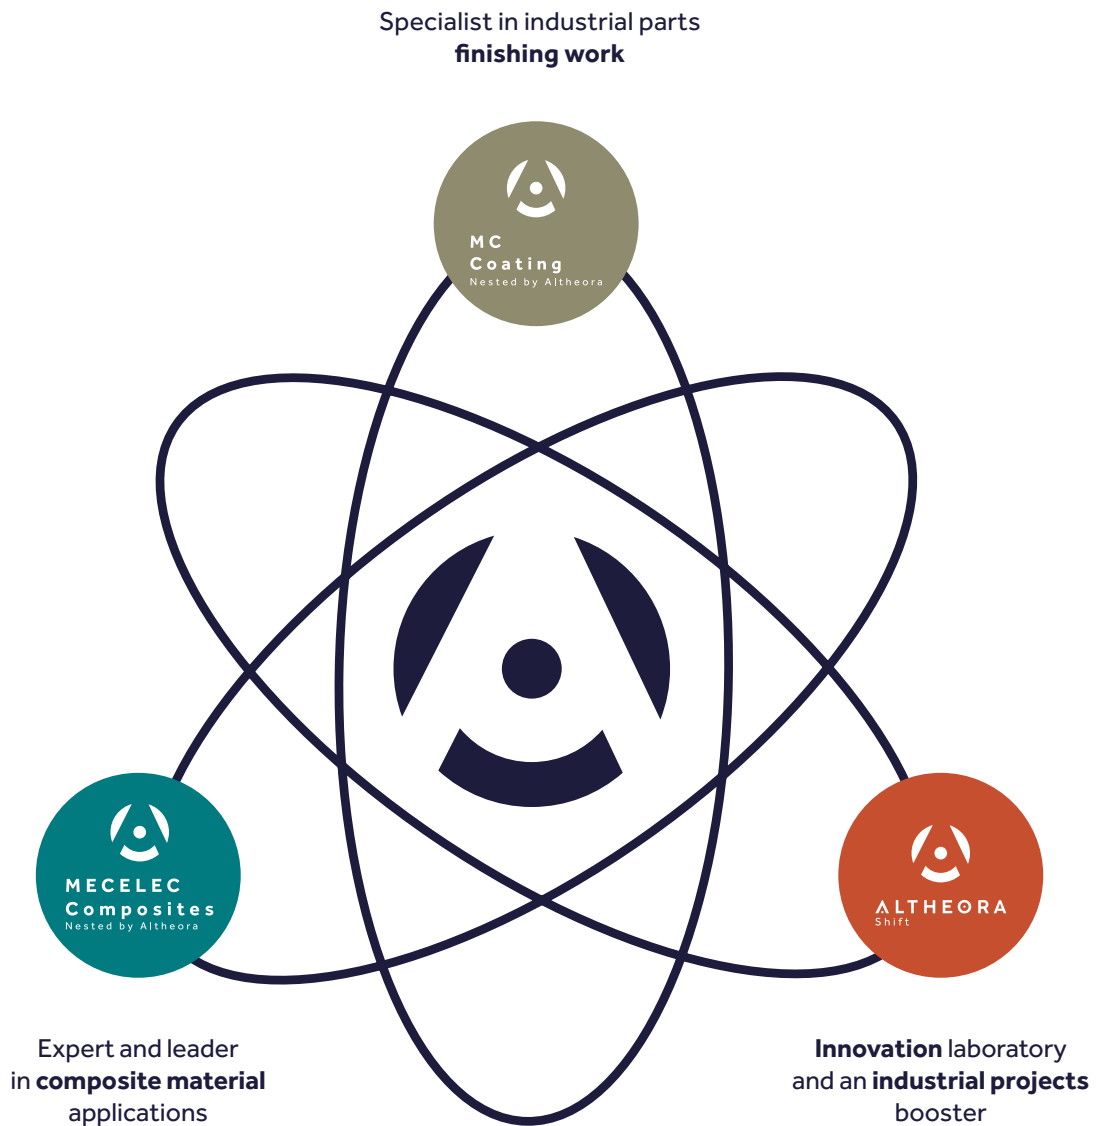 Specialist in industrial parts
finishing work
MC
Coating
Nested by Altheora
MECELEC
Composites
Nested by Altheora
ALTHEORA
Shift
Expert and leader
in composite material
applications
Innovation laboratory
and an industrial projects
booster